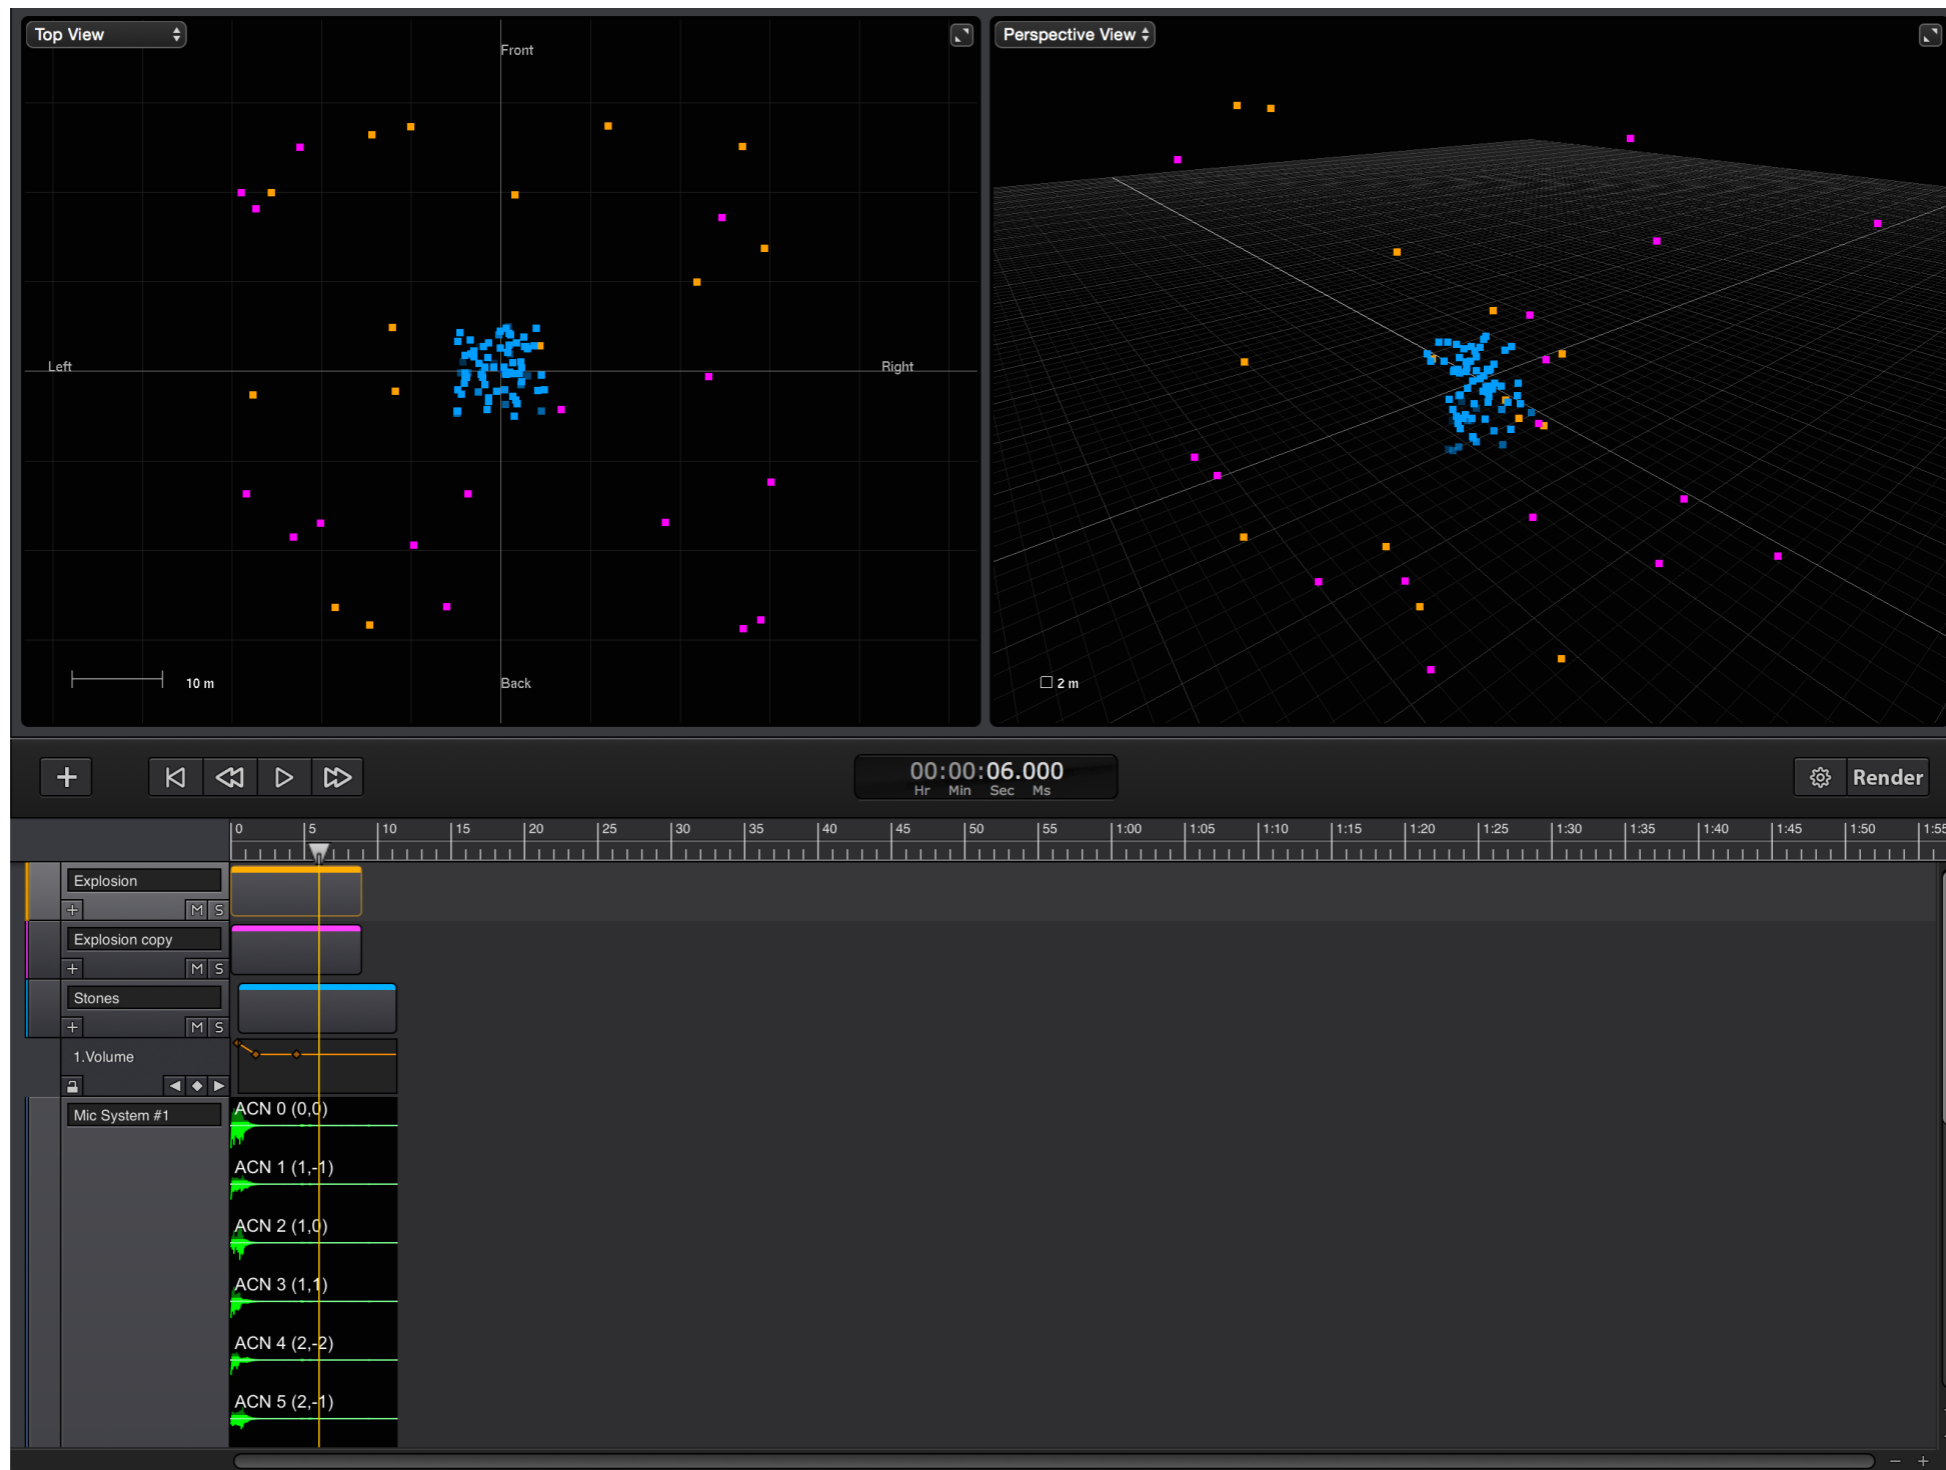 Top View
Front
Left
Right
10 m
Back
Perspective View
2 m
00:00:06.000
Hr Min Sec Ms
Render
0 5 10 15 20 25 30 35 40 45 50 55 1:00 1:05 1:10 1:15 1:20 1:25 1:30 1:35 1:40 1:45 1:50 1:55
Explosion
+ M S
Explosion copy
+ M S
Stones
+ M S
1.Volume
Mic System #1
ACN 0 (0,0)
ACN 1 (1,-1)
ACN 2 (1,0)
ACN 3 (1,1)
ACN 4 (2,-2)
ACN 5 (2,-1)